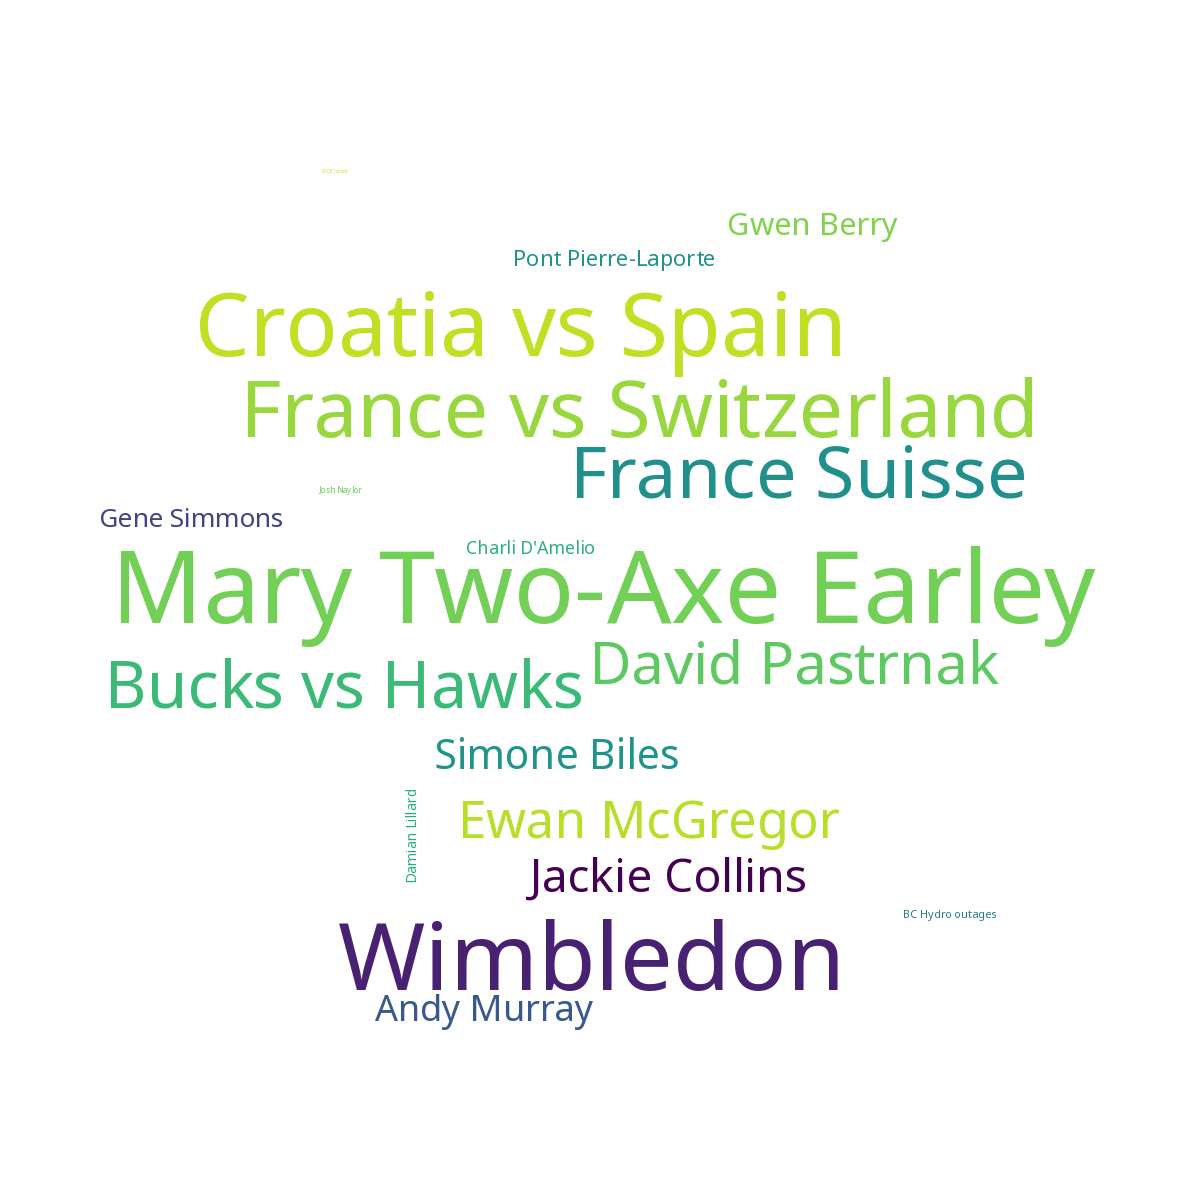 Gwen Berry
Pont Pierre-Laporte
Croatia vs Spain
France vs Switzerland
France Suisse
Josh Naylor
Gene Simmons
Charli D'Amelio
Mary Two-Axe Earley
David Pastrnak
Bucks vs Hawks
Simone Biles
Damian Lillard
Ewan McGregor
Jackie Collins
BC Hydro outages
Wimbledon
Andy Murray